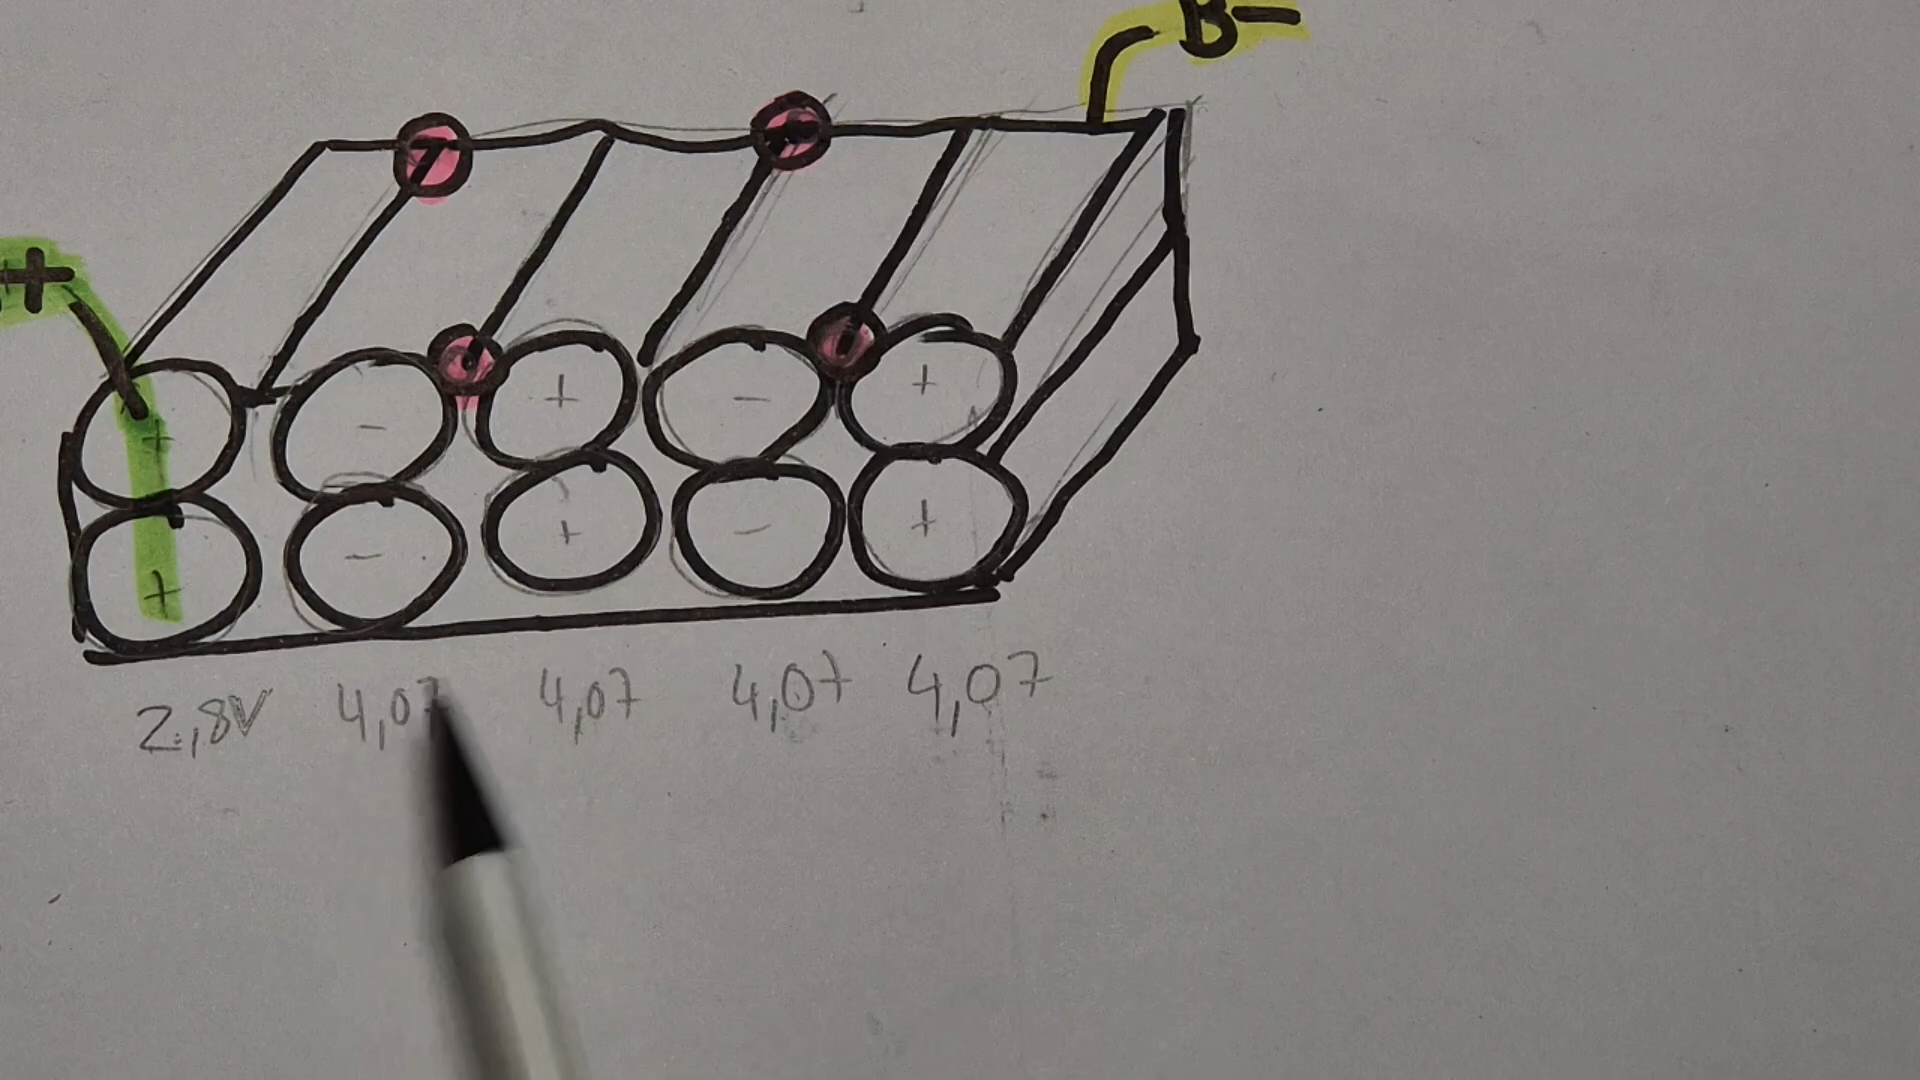 B-
+
+ - + - +
+ - + - +
2,8V 4,07 4,07 4,07 4,07